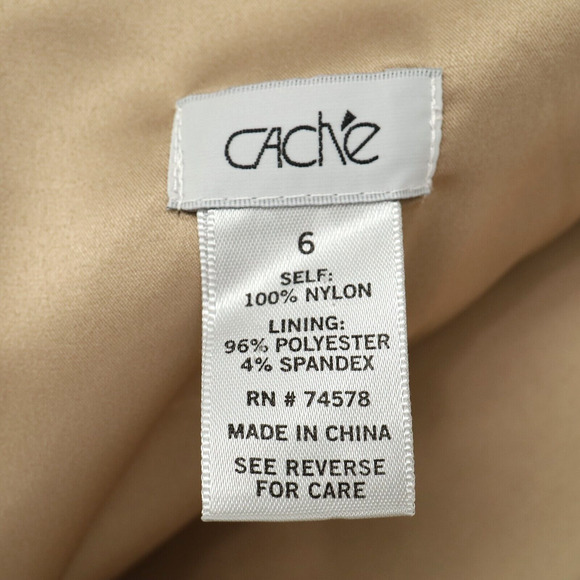 Caché
6
SELF:
100% NYLON
LINING:
96% POLYESTER
4% SPANDEX
RN # 74578
MADE IN CHINA
SEE REVERSE
FOR CARE